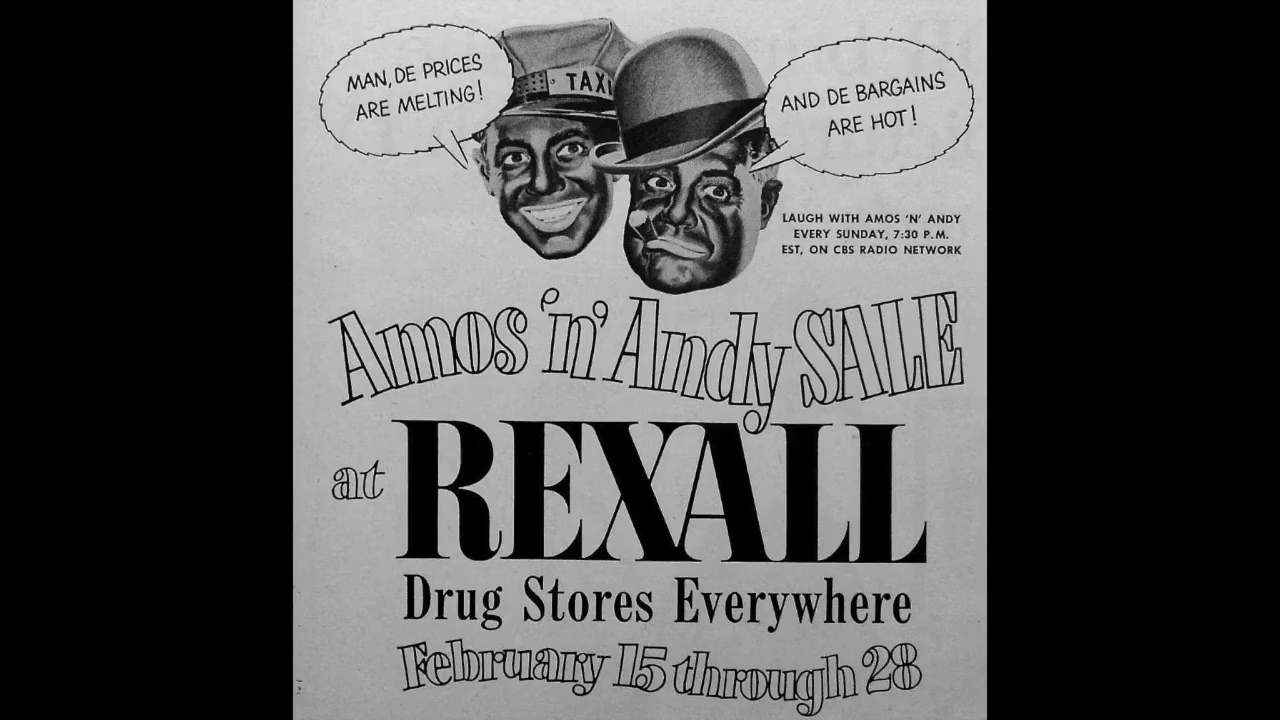 MAN, DE PRICES
ARE MELTING!
TAXI
AND DE BARGAINS
ARE HOT!
LAUGH WITH AMOS 'N' ANDY
EVERY SUNDAY, 7:30 P.M.
EST, ON CBS RADIO NETWORK
Amos 'n' Andy SALE
at REXALL
Drug Stores Everywhere
February 15 through 28